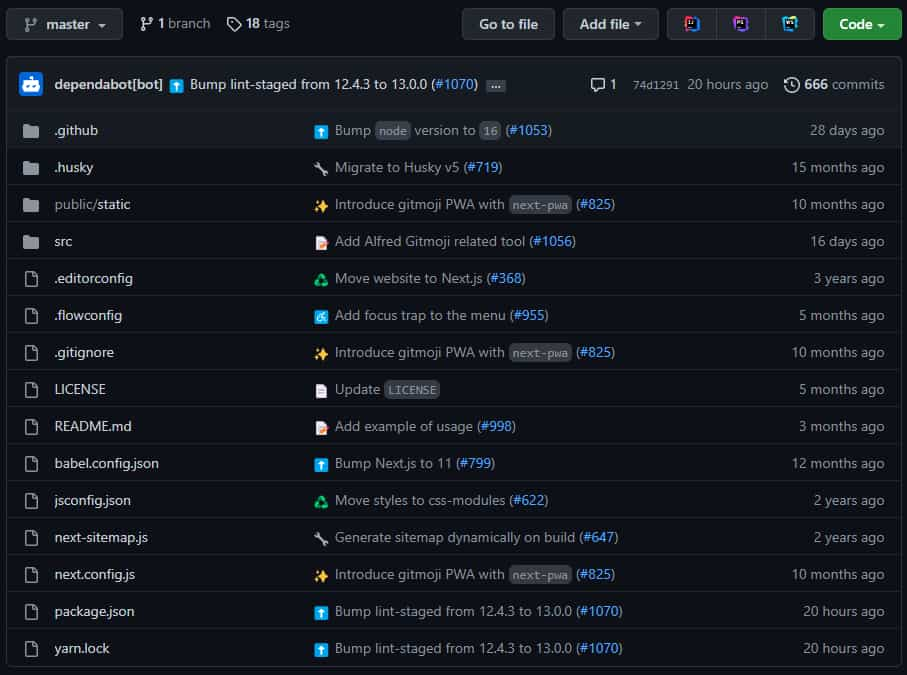 master 1 branch 18 tags Go to file Add file Code
dependabot[bot] ⬆️ Bump lint-staged from 12.4.3 to 13.0.0 (#1070) ... 1 74d1291 20 hours ago 666 commits
.github ⬆️ Bump node version to 16 (#1053) 28 days ago
.husky 🔧 Migrate to Husky v5 (#719) 15 months ago
public/static ✨ Introduce gitmoji PWA with next-pwa (#825) 10 months ago
src 📝 Add Alfred Gitmoji related tool (#1056) 16 days ago
.editorconfig ♻️ Move website to Next.js (#368) 3 years ago
.flowconfig ♿ Add focus trap to the menu (#955) 5 months ago
.gitignore ✨ Introduce gitmoji PWA with next-pwa (#825) 10 months ago
LICENSE 📄 Update LICENSE 5 months ago
README.md 📝 Add example of usage (#998) 3 months ago
babel.config.json ⬆️ Bump Next.js to 11 (#799) 12 months ago
jsconfig.json ♻️ Move styles to css-modules (#622) 2 years ago
next-sitemap.js 🔧 Generate sitemap dynamically on build (#647) 2 years ago
next.config.js ✨ Introduce gitmoji PWA with next-pwa (#825) 10 months ago
package.json ⬆️ Bump lint-staged from 12.4.3 to 13.0.0 (#1070) 20 hours ago
yarn.lock ⬆️ Bump lint-staged from 12.4.3 to 13.0.0 (#1070) 20 hours ago